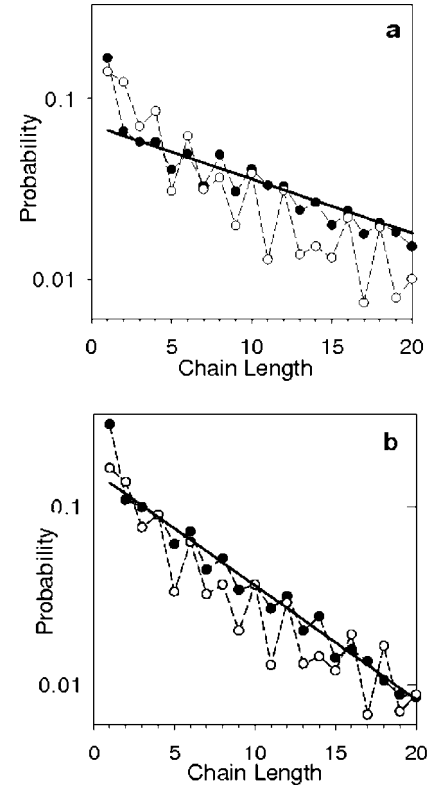 a
0.1
0.01
Probability
0 5 10 15 20
Chain Length
b
0.1
0.01
Probability
0 5 10 15 20
Chain Length